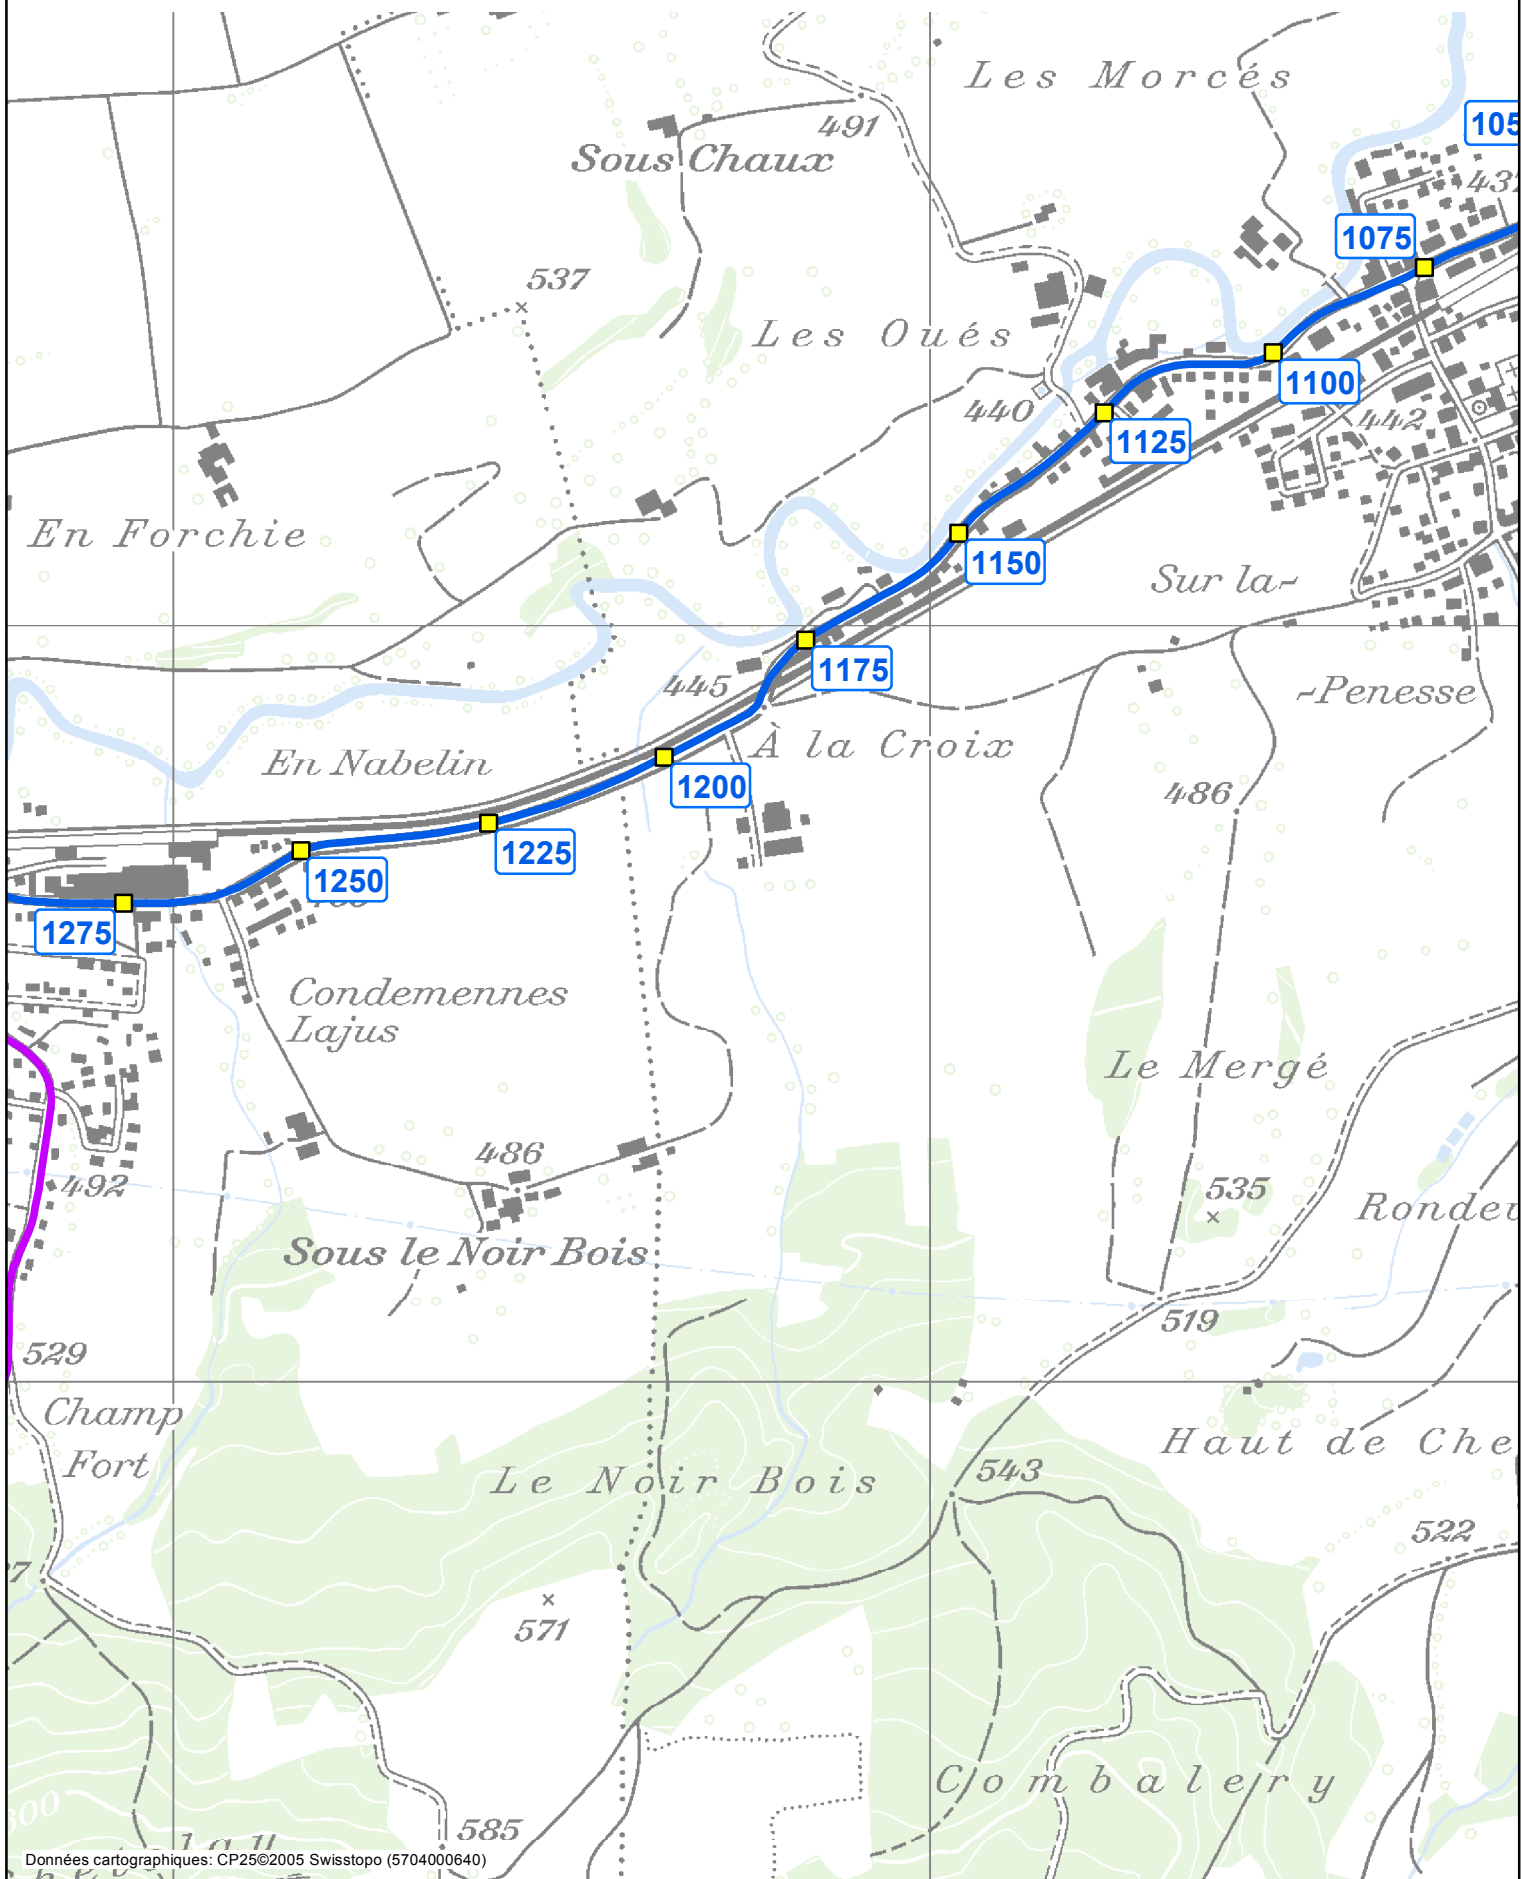 Les Morcés
491
105
Sous Chaux
1075
537
Les Oués
1100
440
442
1125
En Forchie
1150
Sur la-
1175
445
-Penesse
À la Croix
En Nabelin
1200
486
1225
1250
1275
Condemennes
Lajus
Le Mergé
486
492
535
Sous le Noir Bois
519
529
Champ
Fort
Haut de Che
Le Noir Bois
543
522
571
Combalery
585
Données cartographiques: CP25©2005 Swisstopo (5704000640)